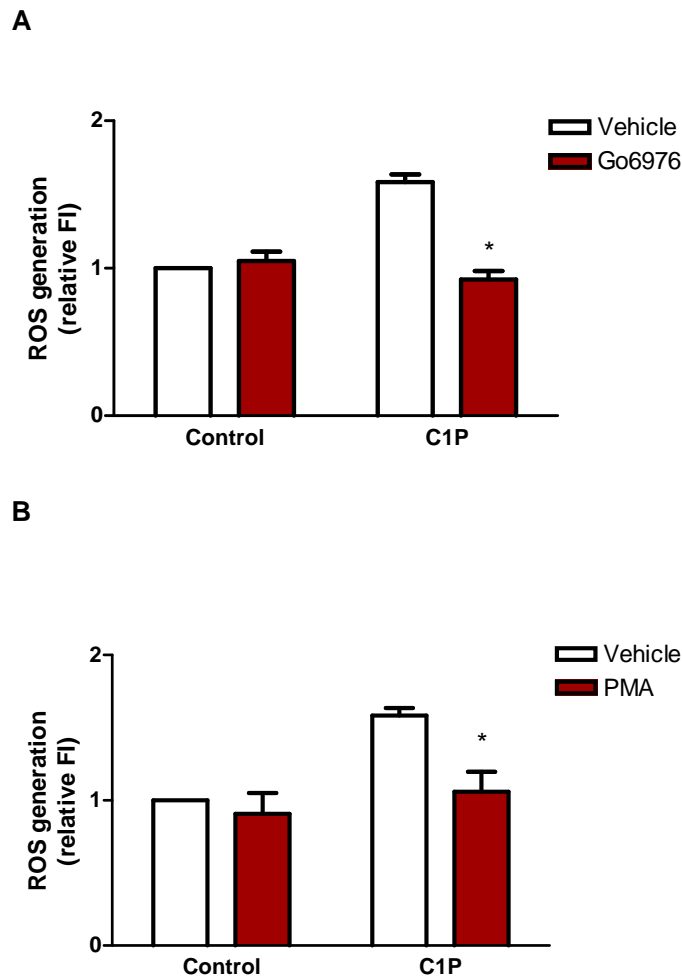 A
2
Vehicle
Go6976
ROS generation
(relative FI)
*
1
0
Control
C1P
B
2
Vehicle
PMA
ROS generation
(relative FI)
*
1
0
Control
C1P